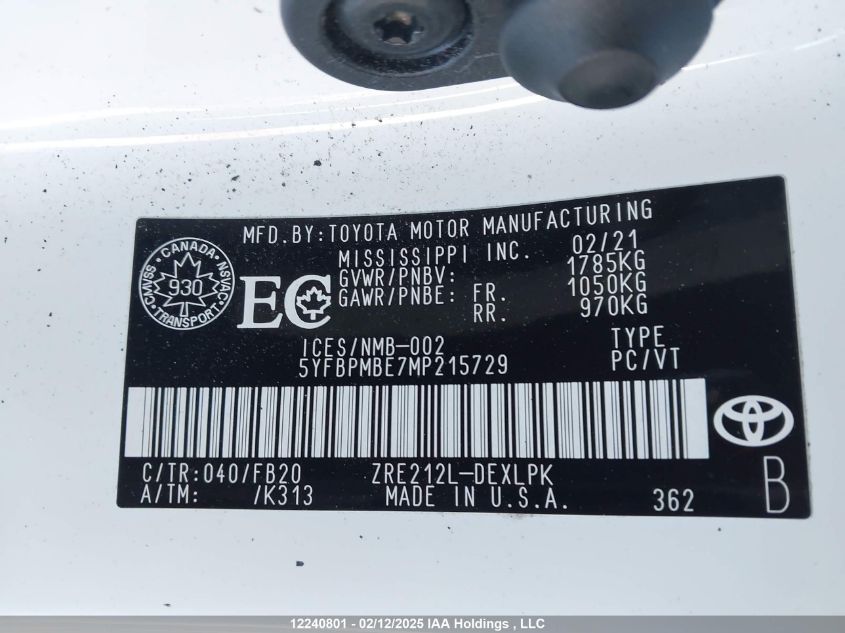 MFD.BY:TOYOTA MOTOR MANUFACTURING
MISSISSIPPI INC. 02/21
GVWR/PNBV: 1785KG
GAWR/PNBE: FR. 1050KG
RR. 970KG
CANADA
CMVSS 930 NSVAC
TRANSPORT
EC
ICES/NMB-002
5YFBPMBE7MP215729
TYPE
PC/VT
C/TR:040/FB20 ZRE212L-DEXLPK
A/TM: /K313 MADE IN U.S.A. 362
B
12240801 - 02/12/2025 IAA Holdings , LLC